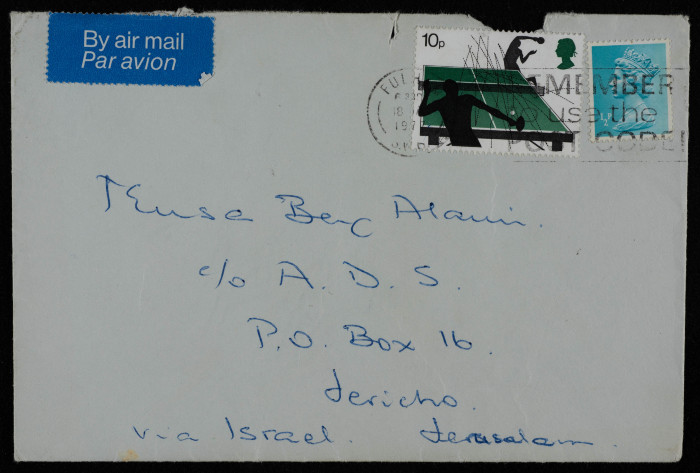 By air mail
Par avion
10p
REMEMBER
use the
POST CODE
Musa Bey Alami.
c/o A. D. S.
P.O. Box 16.
Jericho.
via Israel. Jerusalem.